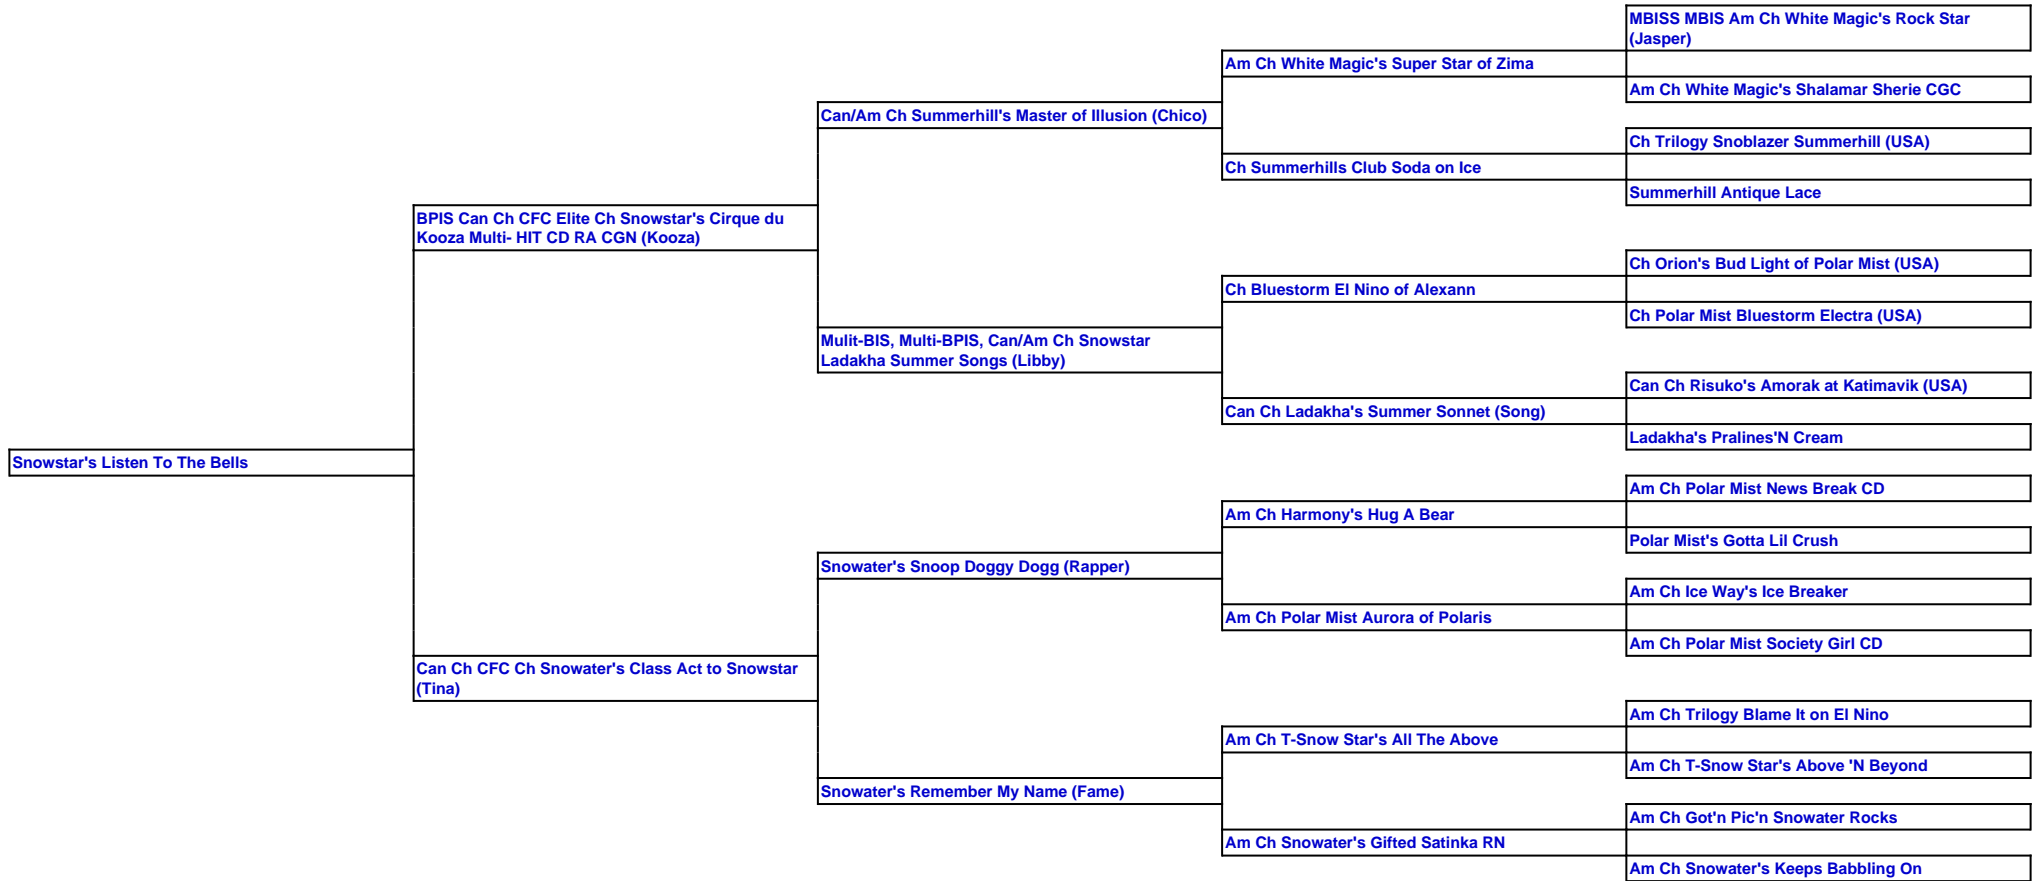 MBISS MBIS Am Ch White Magic's Rock Star
(Jasper)
Am Ch White Magic's Super Star of Zima
Am Ch White Magic's Shalamar Sherie CGC
Can/Am Ch Summerhill's Master of Illusion (Chico)
Ch Trilogy Snoblazer Summerhill (USA)
Ch Summerhills Club Soda on Ice
Summerhill Antique Lace
BPIS Can Ch CFC Elite Ch Snowstar's Cirque du
Kooza Multi- HIT CD RA CGN (Kooza)
Ch Orion's Bud Light of Polar Mist (USA)
Ch Bluestorm El Nino of Alexann
Ch Polar Mist Bluestorm Electra (USA)
Mulit-BIS, Multi-BPIS, Can/Am Ch Snowstar
Ladakha Summer Songs (Libby)
Can Ch Risuko's Amorak at Katimavik (USA)
Can Ch Ladakha's Summer Sonnet (Song)
Ladakha's Pralines'N Cream
Snowstar's Listen To The Bells
Am Ch Polar Mist News Break CD
Am Ch Harmony's Hug A Bear
Polar Mist's Gotta Lil Crush
Snowater's Snoop Doggy Dogg (Rapper)
Am Ch Ice Way's Ice Breaker
Am Ch Polar Mist Aurora of Polaris
Am Ch Polar Mist Society Girl CD
Can Ch CFC Ch Snowater's Class Act to Snowstar
(Tina)
Am Ch Trilogy Blame It on El Nino
Am Ch T-Snow Star's All The Above
Am Ch T-Snow Star's Above 'N Beyond
Snowater's Remember My Name (Fame)
Am Ch Got'n Pic'n Snowater Rocks
Am Ch Snowater's Gifted Satinka RN
Am Ch Snowater's Keeps Babbling On